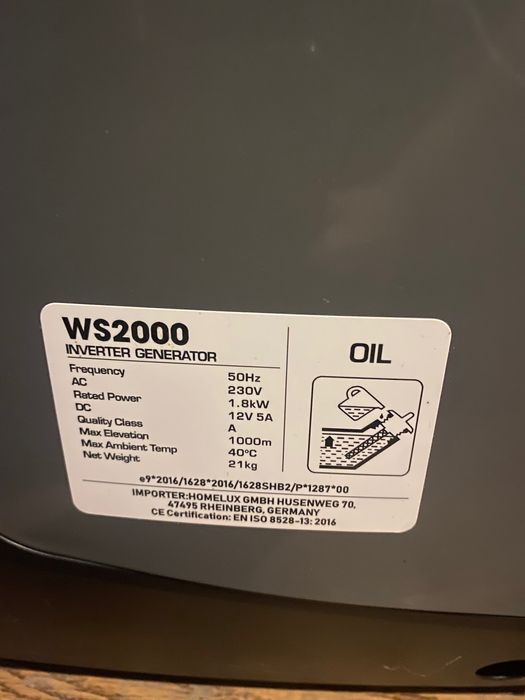 WS2000
INVERTER GENERATOR
Frequency 50Hz
AC 230V
Rated Power 1.8kW
DC 12V 5A
Quality Class A
Max Elevation 1000m
Max Ambient Temp 40°C
Net Weight 21kg
OIL
e9*2016/1628*2016/1628SHB2/P*1287*00
IMPORTER:HOMELUX GMBH HUSENWEG 70,
47495 RHEINBERG, GERMANY
CE Certification: EN ISO 8528-13: 2016